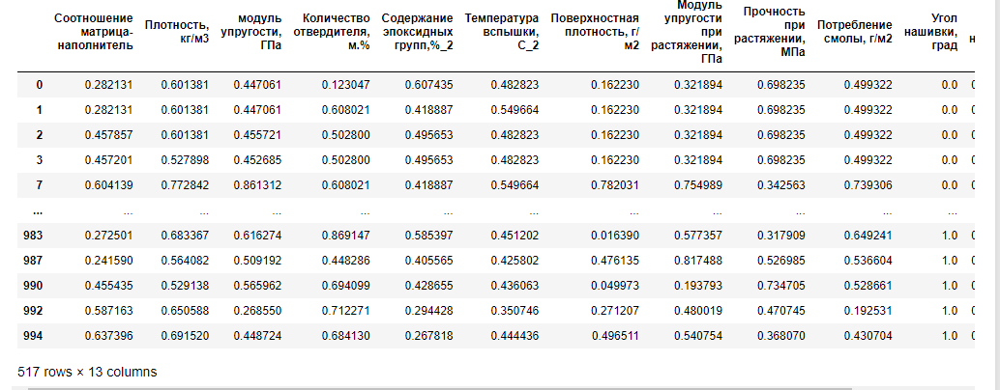 Соотношение матрица-наполнитель Плотность, кг/м3 модуль упругости, ГПа Количество отвердителя, м.% Содержание эпоксидных групп,%_2 Температура вспышки, С_2 Поверхностная плотность, г/м2 Модуль упругости при растяжении, ГПа Прочность при растяжении, МПа Потребление смолы, г/м2 Угол нашивки, град н
0 0.282131 0.601381 0.447061 0.123047 0.607435 0.482823 0.162230 0.321894 0.698235 0.499322 0.0 0
1 0.282131 0.601381 0.447061 0.608021 0.418887 0.549664 0.162230 0.321894 0.698235 0.499322 0.0 0
2 0.457857 0.601381 0.455721 0.502800 0.495653 0.482823 0.162230 0.321894 0.698235 0.499322 0.0 0
3 0.457201 0.527898 0.452685 0.502800 0.495653 0.482823 0.162230 0.321894 0.698235 0.499322 0.0 0
7 0.604139 0.772842 0.861312 0.608021 0.418887 0.549664 0.782031 0.754989 0.342563 0.739306 0.0 0
... ... ... ... ... ... ... ... ... ... ... ...
983 0.272501 0.683367 0.616274 0.869147 0.585397 0.451202 0.016390 0.577357 0.317909 0.649241 1.0 0
987 0.241590 0.564082 0.509192 0.448286 0.405565 0.425802 0.476135 0.817488 0.526985 0.536604 1.0 0
990 0.455435 0.529138 0.565962 0.694099 0.428655 0.436063 0.049973 0.193793 0.734705 0.528661 1.0 0
992 0.587163 0.650588 0.268550 0.712271 0.294428 0.350746 0.271207 0.480019 0.470745 0.192531 1.0 0
994 0.637396 0.691520 0.448724 0.684130 0.267818 0.444436 0.496511 0.540754 0.368070 0.430704 1.0 0
517 rows × 13 columns